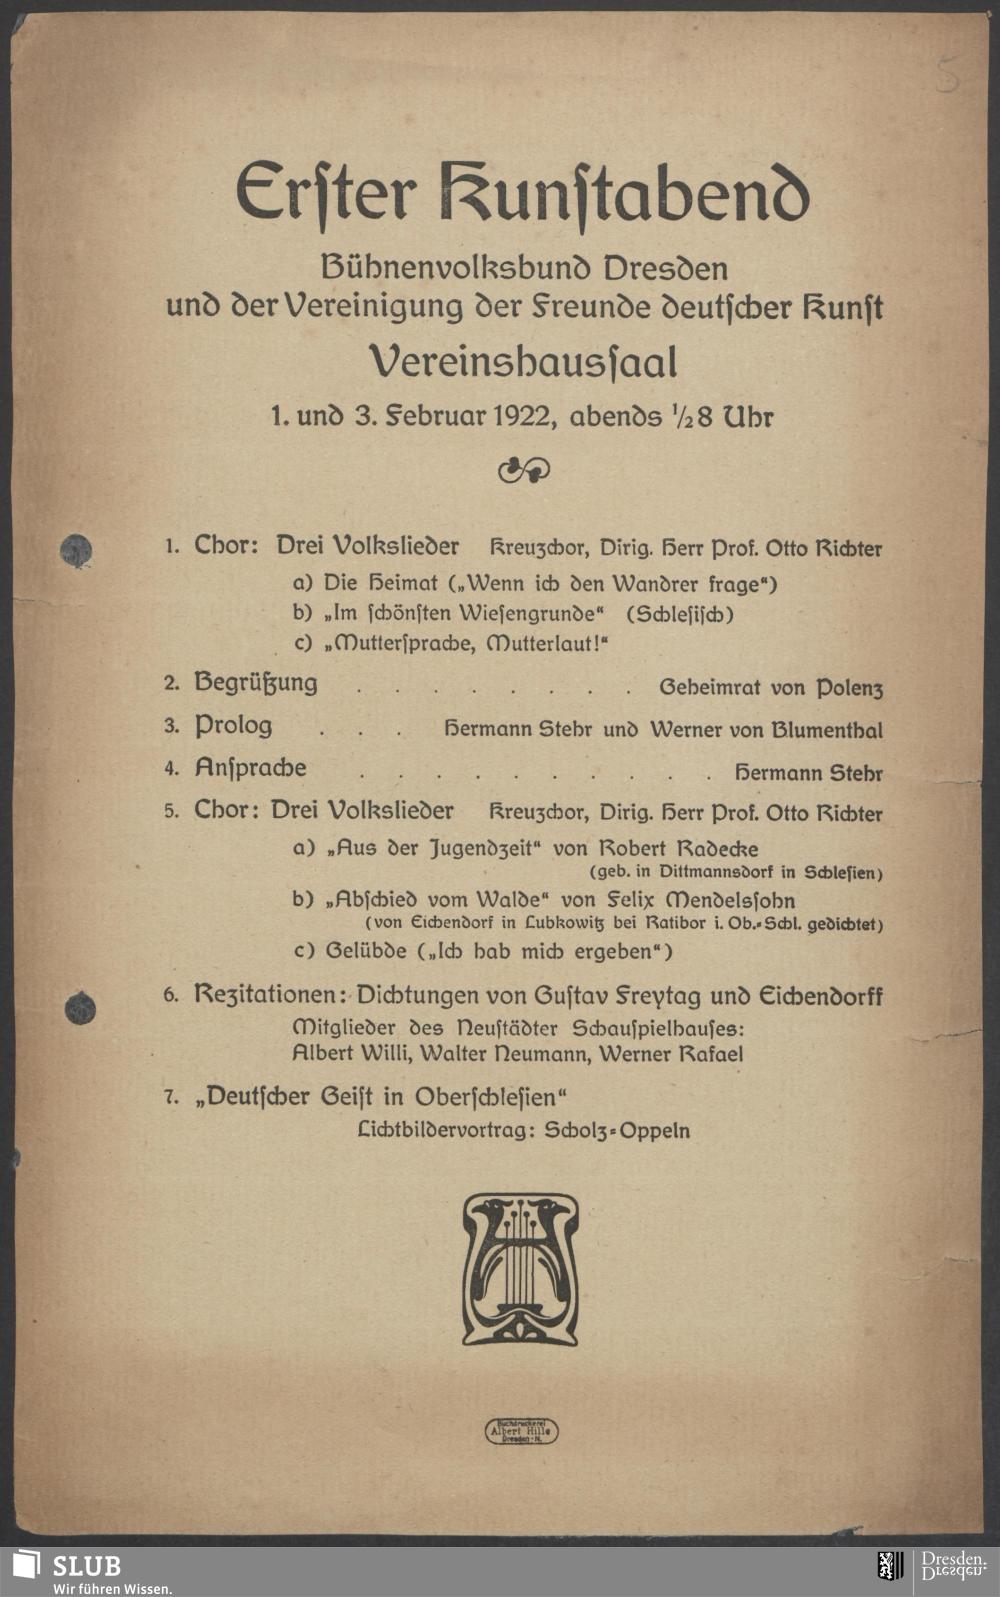 5
Erſter Kunſtabend
Bühnenvolksbund Dresden
und der Vereinigung der Freunde deutſcher Kunſt
Vereinshausſaal
1. und 3. Februar 1922, abends ½8 Uhr
1. Chor: Drei Volkslieder Kreuzchor, Dirig. Herr Prof. Otto Richter
a) Die Heimat („Wenn ich den Wandrer frage“)
b) „Im ſchönſten Wieſengrunde“ (Schleſiſch)
c) „Mutterſprache, Mutterlaut!“
2. Begrüßung . . . . . . . . Geheimrat von Polenz
3. Prolog . . . Hermann Stehr und Werner von Blumenthal
4. Anſprache . . . . . . . . . . Hermann Stehr
5. Chor: Drei Volkslieder Kreuzchor, Dirig. Herr Prof. Otto Richter
a) „Aus der Jugendzeit“ von Robert Radecke
(geb. in Dittmannsdorf in Schleſien)
b) „Abſchied vom Walde“ von Felix Mendelsſohn
(von Eichendorf in Lubkowitz bei Ratibor i. Ob.-Schl. gedichtet)
c) Gelübde („Ich hab mich ergeben“)
6. Rezitationen: Dichtungen von Guſtav Freytag und Eichendorff
Mitglieder des Neuſtädter Schauſpielhauſes:
Albert Willi, Walter Neumann, Werner Rafael
7. „Deutſcher Geiſt in Oberſchleſien“
Lichtbildervortrag: Scholz-Oppeln
Buchdruckerei
Albert Hille
Dresden-N.
SLUB
Wir führen Wissen.
Dresden.
Dresden.